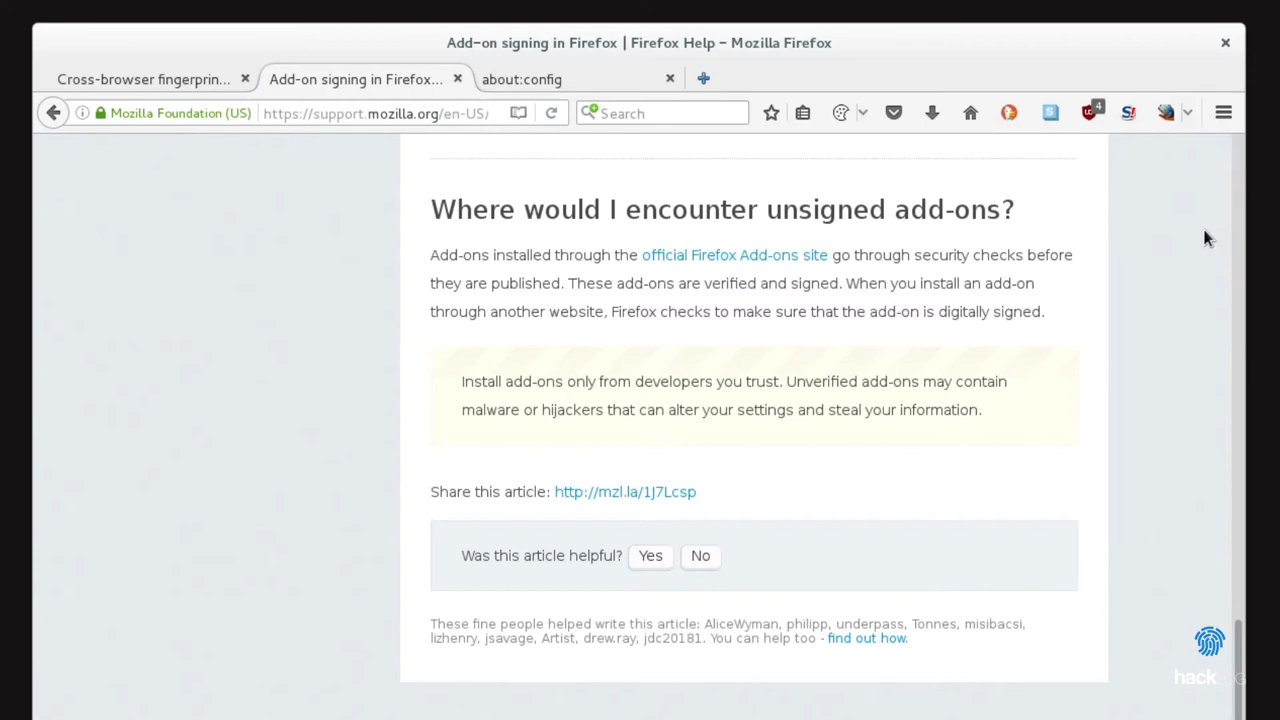 Add-on signing in Firefox | Firefox Help - Mozilla Firefox
Cross-browser fingerprin...
Add-on signing in Firefox...
about:config
Mozilla Foundation (US)
https://support.mozilla.org/en-US/
Search
4
S!
Where would I encounter unsigned add-ons?
Add-ons installed through the official Firefox Add-ons site go through security checks before
they are published. These add-ons are verified and signed. When you install an add-on
through another website, Firefox checks to make sure that the add-on is digitally signed.
Install add-ons only from developers you trust. Unverified add-ons may contain
malware or hijackers that can alter your settings and steal your information.
Share this article: http://mzl.la/1J7Lcsp
Was this article helpful? Yes No
These fine people helped write this article: AliceWyman, philipp, underpass, Tonnes, misibacsi,
lizhenry, jsavage, Artist, drew.ray, jdc20181. You can help too - find out how.